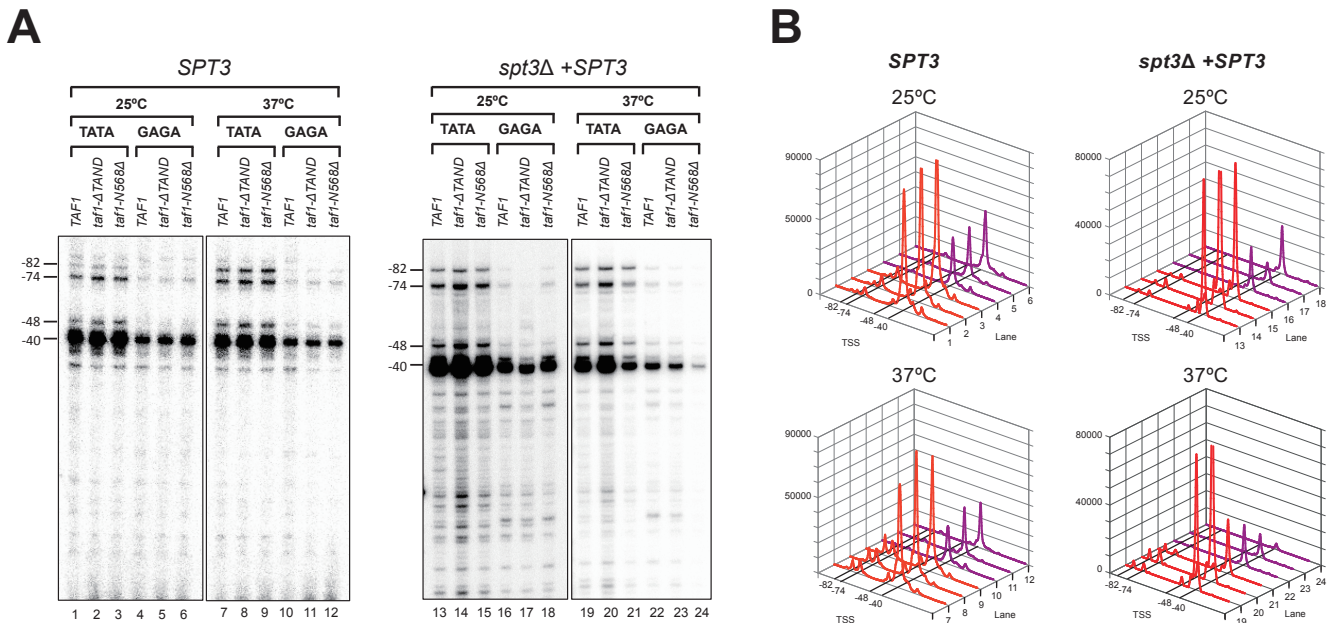 A
SPT3
25ºC 37ºC
TATA GAGA TATA GAGA
TAF1 taf1-ΔTAND taf1-N568Δ TAF1 taf1-ΔTAND taf1-N568Δ TAF1 taf1-ΔTAND taf1-N568Δ TAF1 taf1-ΔTAND taf1-N568Δ
-82
-74
-48
-40
1 2 3 4 5 6 7 8 9 10 11 12
spt3Δ +SPT3
25ºC 37ºC
TATA GAGA TATA GAGA
TAF1 taf1-ΔTAND taf1-N568Δ TAF1 taf1-ΔTAND taf1-N568Δ TAF1 taf1-ΔTAND taf1-N568Δ TAF1 taf1-ΔTAND taf1-N568Δ
-82
-74
-48
-40
13 14 15 16 17 18 19 20 21 22 23 24
B
SPT3
25ºC
90000
50000
0
-82
-74
-48
-40
TSS
1 2 3 4 5 6
Lane
spt3Δ +SPT3
25ºC
80000
40000
0
-82
-74
-48
-40
TSS
13 14 15 16 17 18
Lane
37ºC
90000
50000
0
-82
-74
-48
-40
TSS
7 8 9 10 11 12
Lane
37ºC
80000
40000
0
-82
-74
-48
-40
TSS
19 20 21 22 23 24
Lane